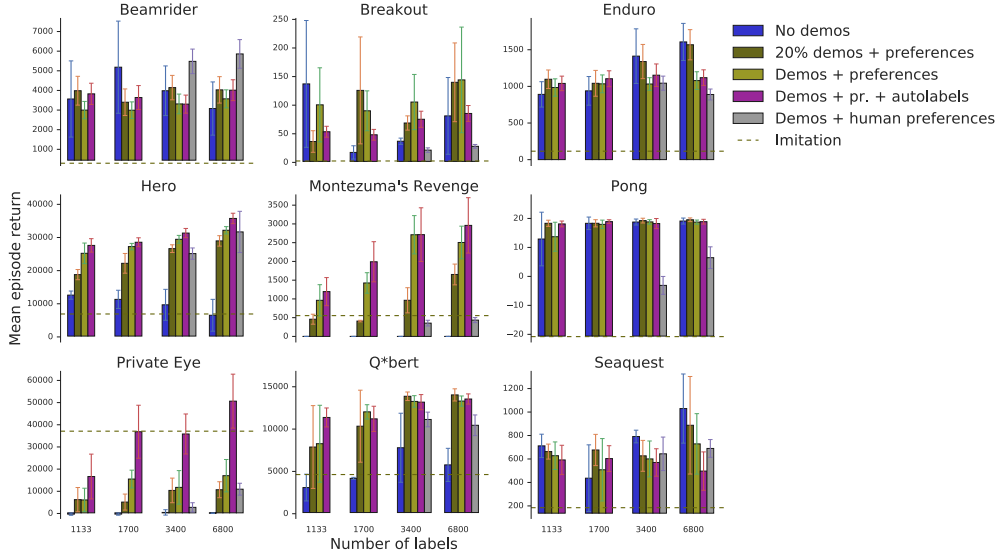 Beamrider
7000
6000
5000
4000
3000
2000
1000
Breakout
250
200
150
100
50
0
Enduro
1500
1000
500
0
No demos
20% demos + preferences
Demos + preferences
Demos + pr. + autolabels
Demos + human preferences
Imitation
Mean episode return
Hero
40000
30000
20000
10000
0
Montezuma's Revenge
3500
3000
2500
2000
1500
1000
500
0
Pong
20
10
0
−10
−20
Private Eye
60000
50000
40000
30000
20000
10000
0
1133 1700 3400 6800
Q*bert
15000
10000
5000
0
1133 1700 3400 6800
Seaquest
1200
1000
800
600
400
200
1133 1700 3400 6800
Number of labels